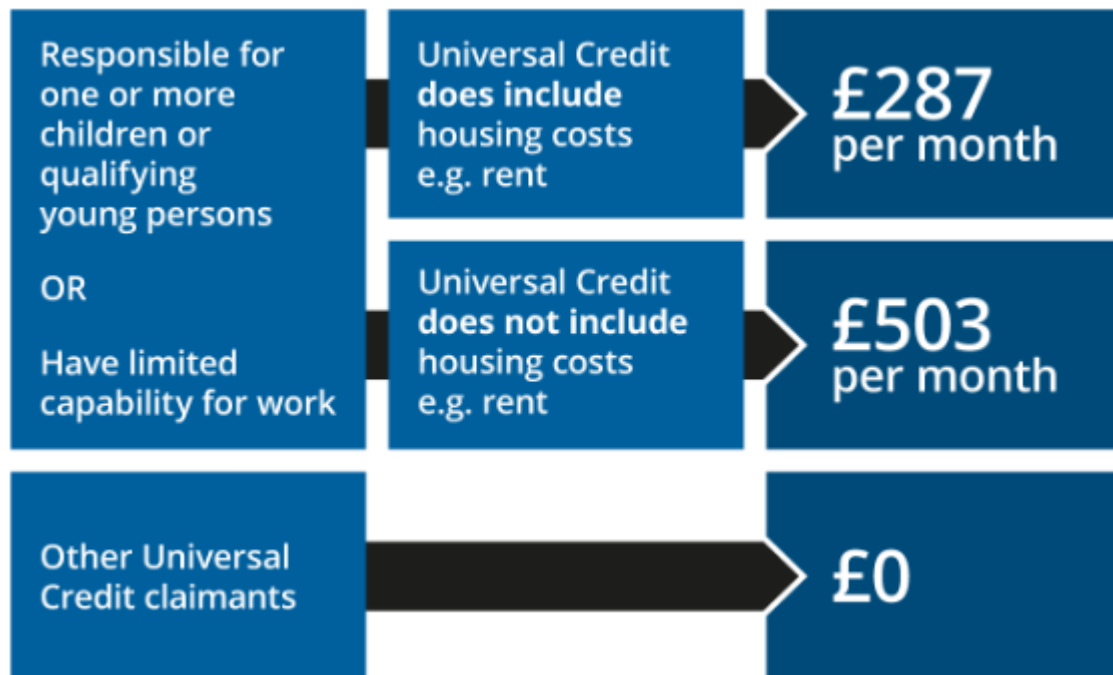 Responsible for
one or more
children or
qualifying
young persons
OR
Have limited
capability for work
Universal Credit
does include
housing costs
e.g. rent
£287
per month
Universal Credit
does not include
housing costs
e.g. rent
£503
per month
Other Universal
Credit claimants
£0